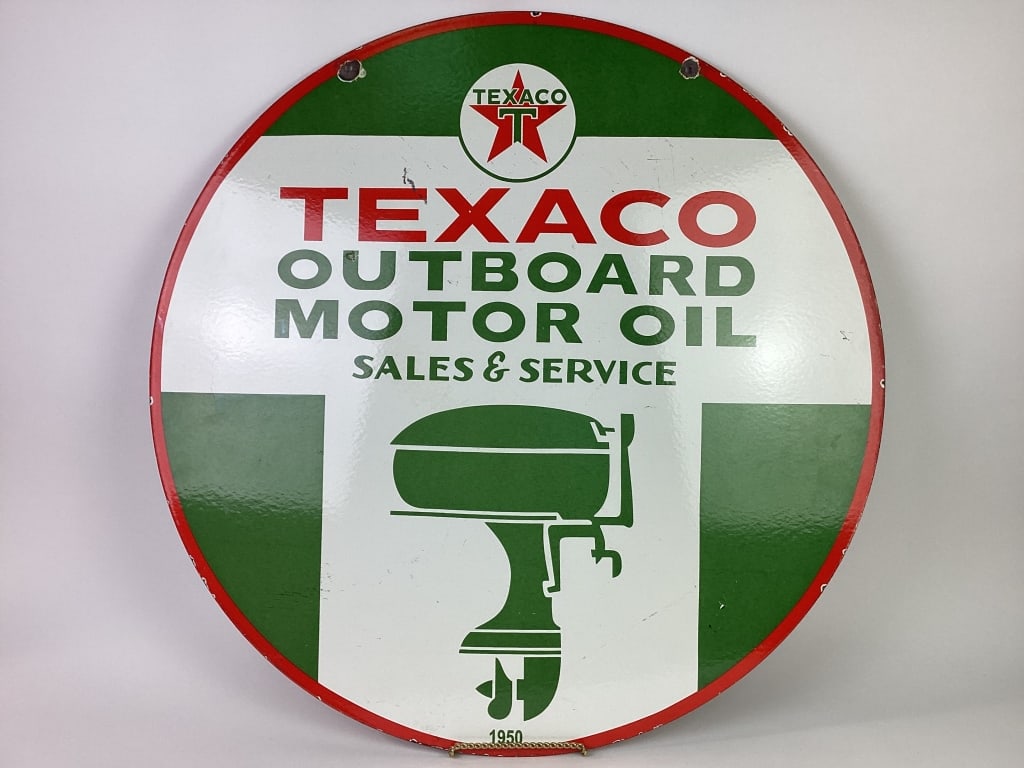 TEXACO
T
TEXACO
OUTBOARD
MOTOR OIL
SALES & SERVICE
1950